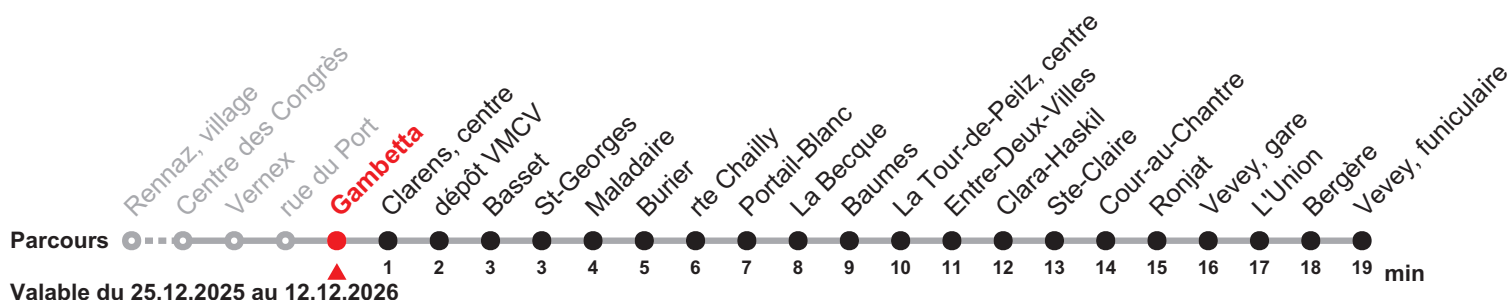 Rennaz, village
Centre des Congrès
Vernex
rue du Port
Gambetta
Clarens, centre
dépôt VMCV
Basset
St-Georges
Maladaire
Burier
rte Chailly
Portail-Blanc
La Becque
Baumes
La Tour-de-Peilz, centre
Entre-Deux-Villes
Clara-Haskil
Ste-Claire
Cour-au-Chantre
Ronjat
Vevey, gare
L'Union
Bergère
Vevey, funiculaire
Parcours
1 2 3 3 4 5 6 7 8 9 10 11 12 13 14 15 16 17 18 19 min
Valable du 25.12.2025 au 12.12.2026